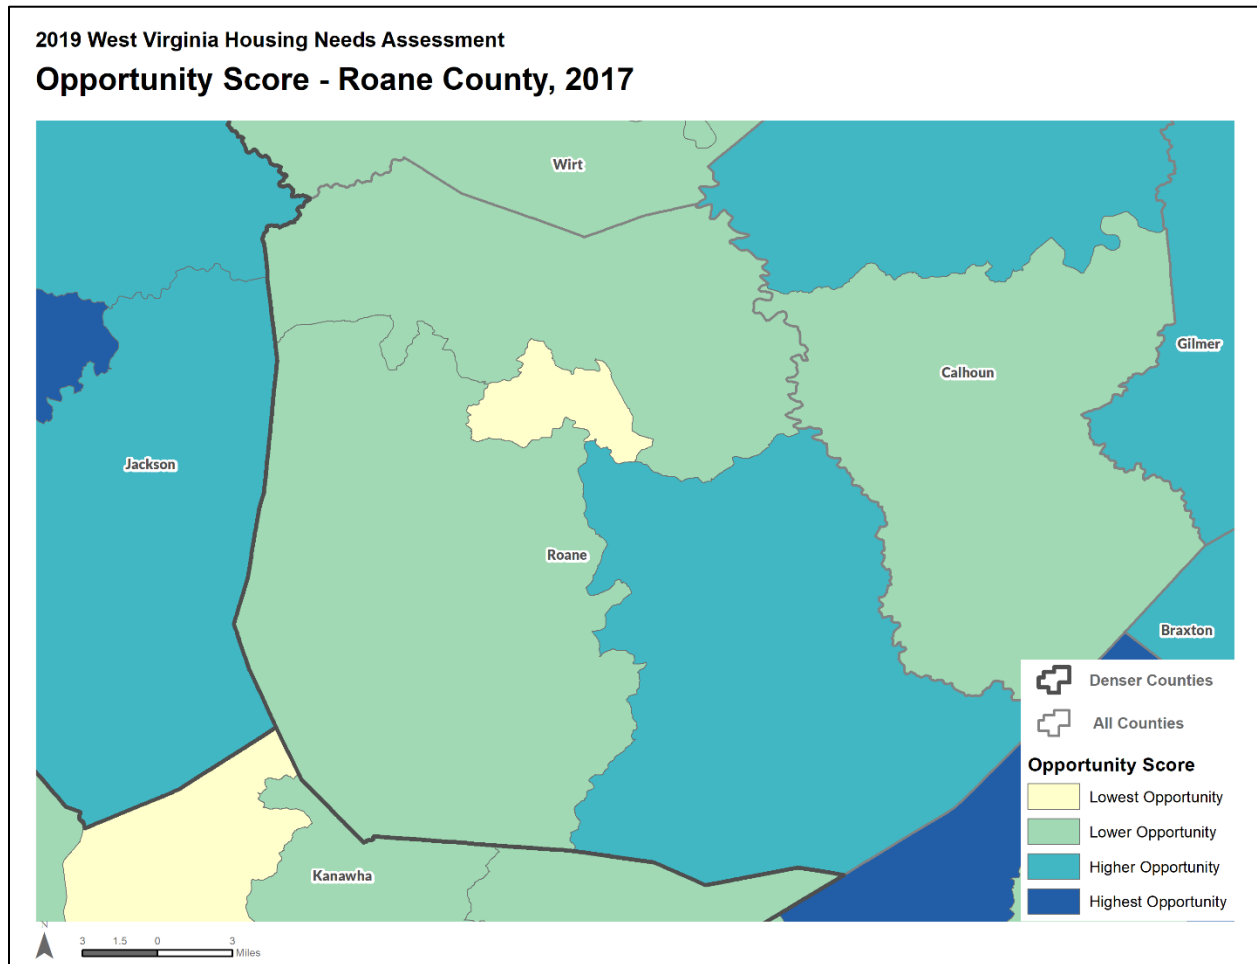 2019 West Virginia Housing Needs Assessment
Opportunity Score - Roane County, 2017
Wirt
Gilmer
Calhoun
Jackson
Roane
Braxton
Kanawha
Denser Counties
All Counties
Opportunity Score
Lowest Opportunity
Lower Opportunity
Higher Opportunity
Highest Opportunity
N
3 1.5 0 3
Miles